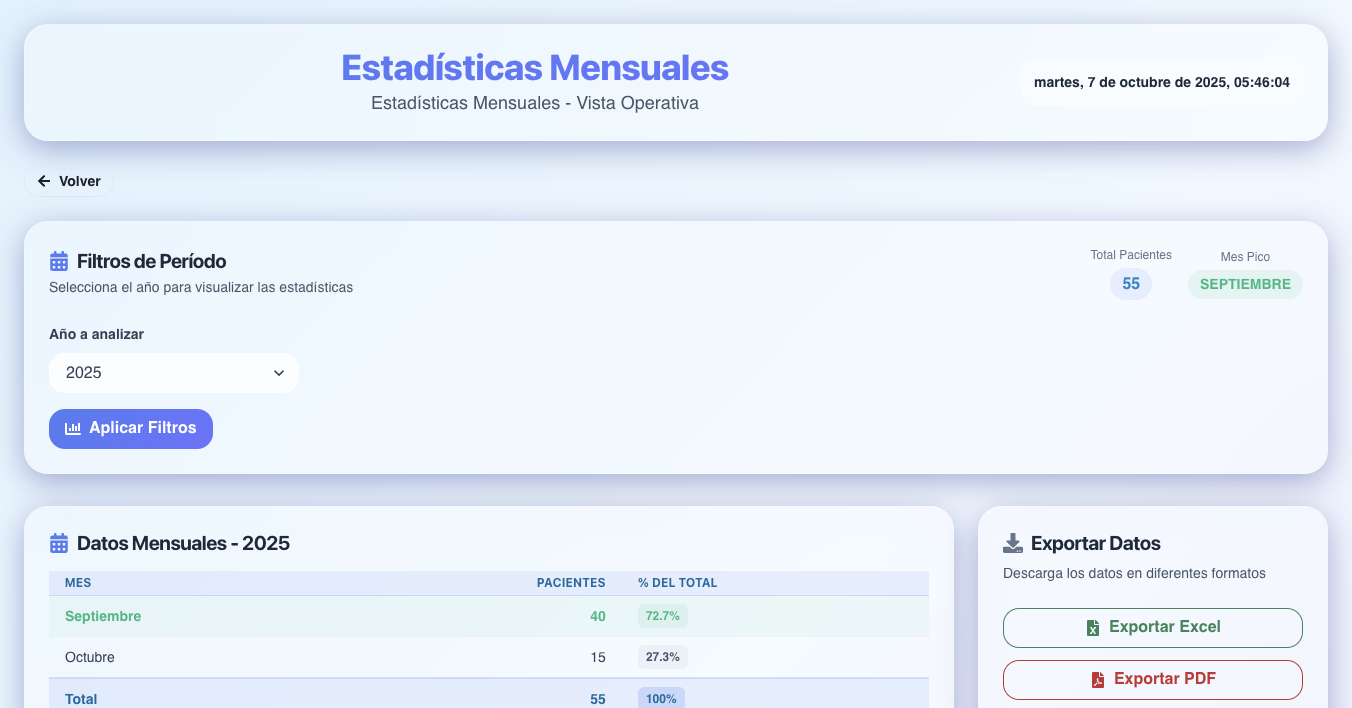 Estadísticas Mensuales
Estadísticas Mensuales - Vista Operativa
martes, 7 de octubre de 2025, 05:46:04
Volver
Filtros de Período
Selecciona el año para visualizar las estadísticas
Total Pacientes
55
Mes Pico
SEPTIEMBRE
Año a analizar
2025
Aplicar Filtros
Datos Mensuales - 2025
MES PACIENTES % DEL TOTAL
Septiembre 40 72.7%
Octubre 15 27.3%
Total 55 100%
Exportar Datos
Descarga los datos en diferentes formatos
Exportar Excel
Exportar PDF